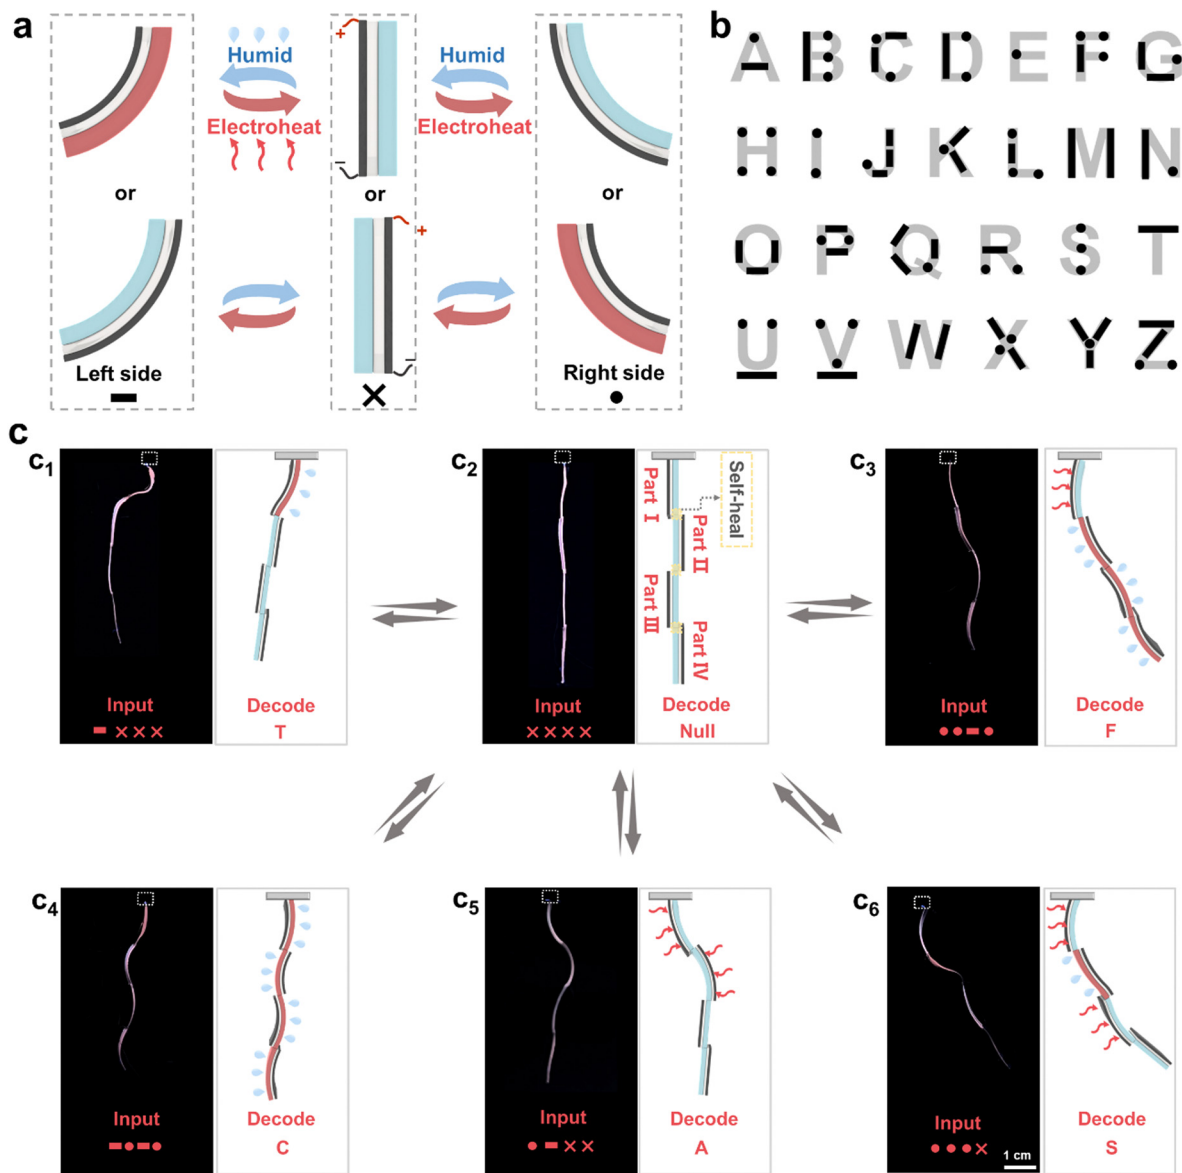 a
Humid
Electroheat
or
+
−
or
+
−
Humid
Electroheat
or
Left side
Right side
b
A B C D E F G
H I J K L M N
O P Q R S T
U V W X Y Z
c
c1
Input
Decode
T
c2
Part I
Part II
Part III
Part IV
Self-heal
Input
Decode
Null
c3
Input
Decode
F
c4
Input
Decode
C
c5
Input
Decode
A
c6
Input
1 cm
Decode
S